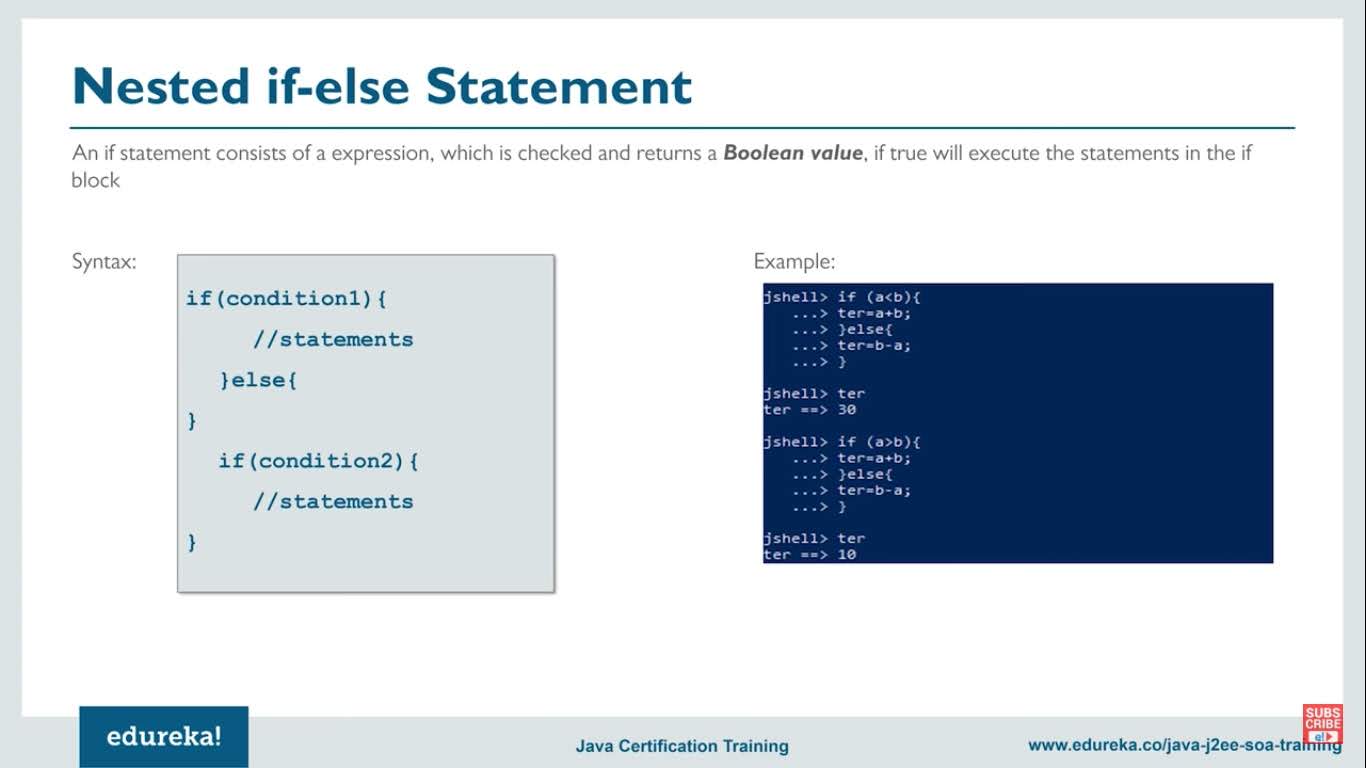 Nested if-else Statement
An if statement consists of a expression, which is checked and returns a Boolean value, if true will execute the statements in the if
block
Syntax:
if(condition1){
//statements
}else{
}
if(condition2){
//statements
}
Example:
jshell> if (a<b){
...> ter=a+b;
...> }else{
...> ter=b-a;
...> }
jshell> ter
ter ==> 30
jshell> if (a>b){
...> ter=a+b;
...> }else{
...> ter=b-a;
...> }
jshell> ter
ter ==> 10
edureka!
Java Certification Training
www.edureka.co/java-j2ee-soa-training
SUBS
CRIBE
e!